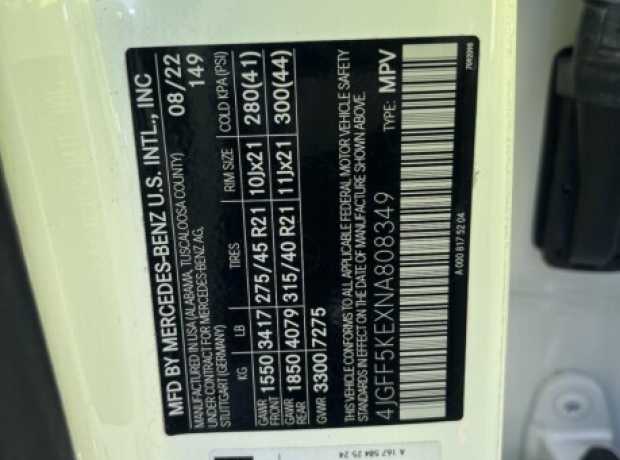 MFD BY MERCEDES-BENZ U.S. INTL., INC
MANUFACTURED IN USA (ALABAMA, TUSCALOOSA COUNTY)
08/22
UNDER CONTRACT FOR MERCEDES-BENZ AG,
149
STUTTGART (GERMANY)
KG LB TIRES RIM SIZE COLD KPA (PSI)
GAWR FRONT 1550 3417 275/45 R21 10Jx21 280(41)
GAWR REAR 1850 4079 315/40 R21 11Jx21 300(44)
GVWR 3300 7275
THIS VEHICLE CONFORMS TO ALL APPLICABLE FEDERAL MOTOR VEHICLE SAFETY
STANDARDS IN EFFECT ON THE DATE OF MANUFACTURE SHOWN ABOVE.
4JGFF5KEXNA808349 TYPE: MPV
A 000 817 52 04
A 167 584 25 24